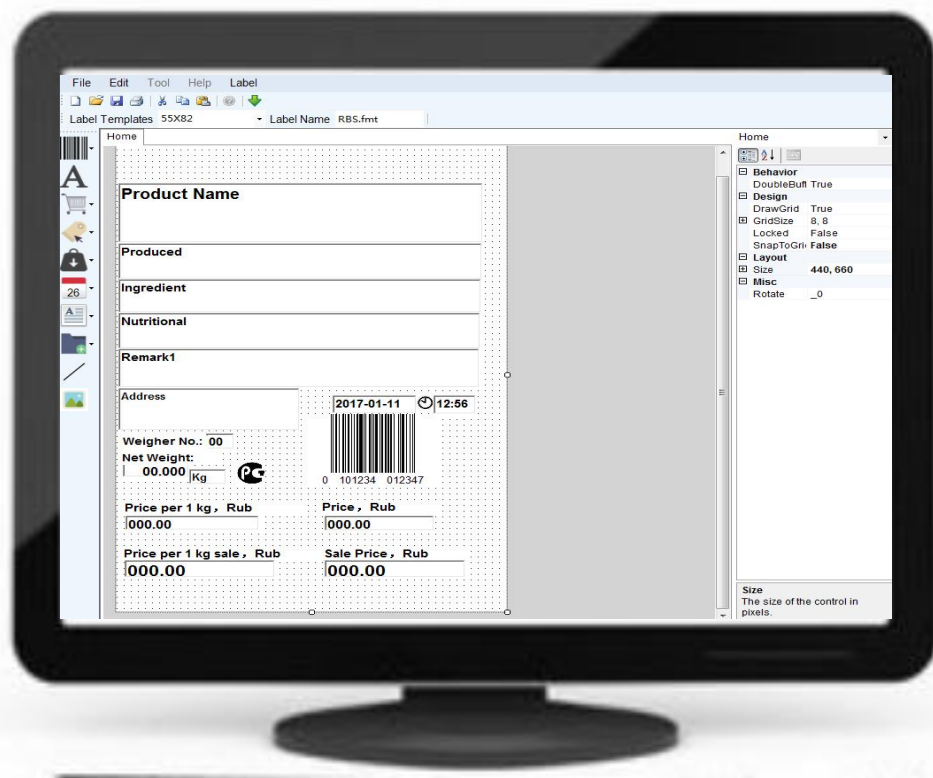 File Edit Tool Help Label
Label Templates 55X82 Label Name RBS.fmt
Home
Product Name
Produced
Ingredient
Nutritional
Remark1
Address
2017-01-11 12:56
Weigher No.: 00
Net Weight:
00.000 Kg
0 101234 012347
Price per 1 kg，Rub Price，Rub
000.00 000.00
Price per 1 kg sale，Rub Sale Price，Rub
000.00 000.00
26
A
A
Home
Behavior
DoubleBuff True
Design
DrawGrid True
GridSize 8, 8
Locked False
SnapToGri False
Layout
Size 440, 660
Misc
Rotate _0
Size
The size of the control in
pixels.